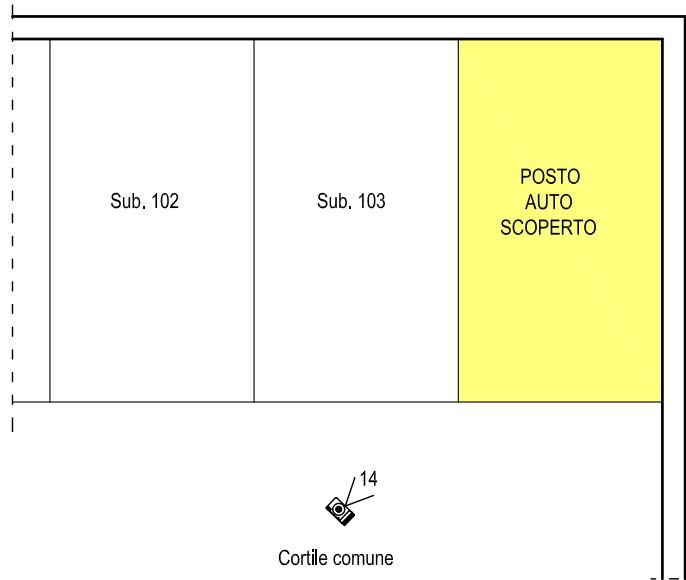 Sub. 102
Sub. 103
POSTO
AUTO
SCOPERTO
14
Cortile comune